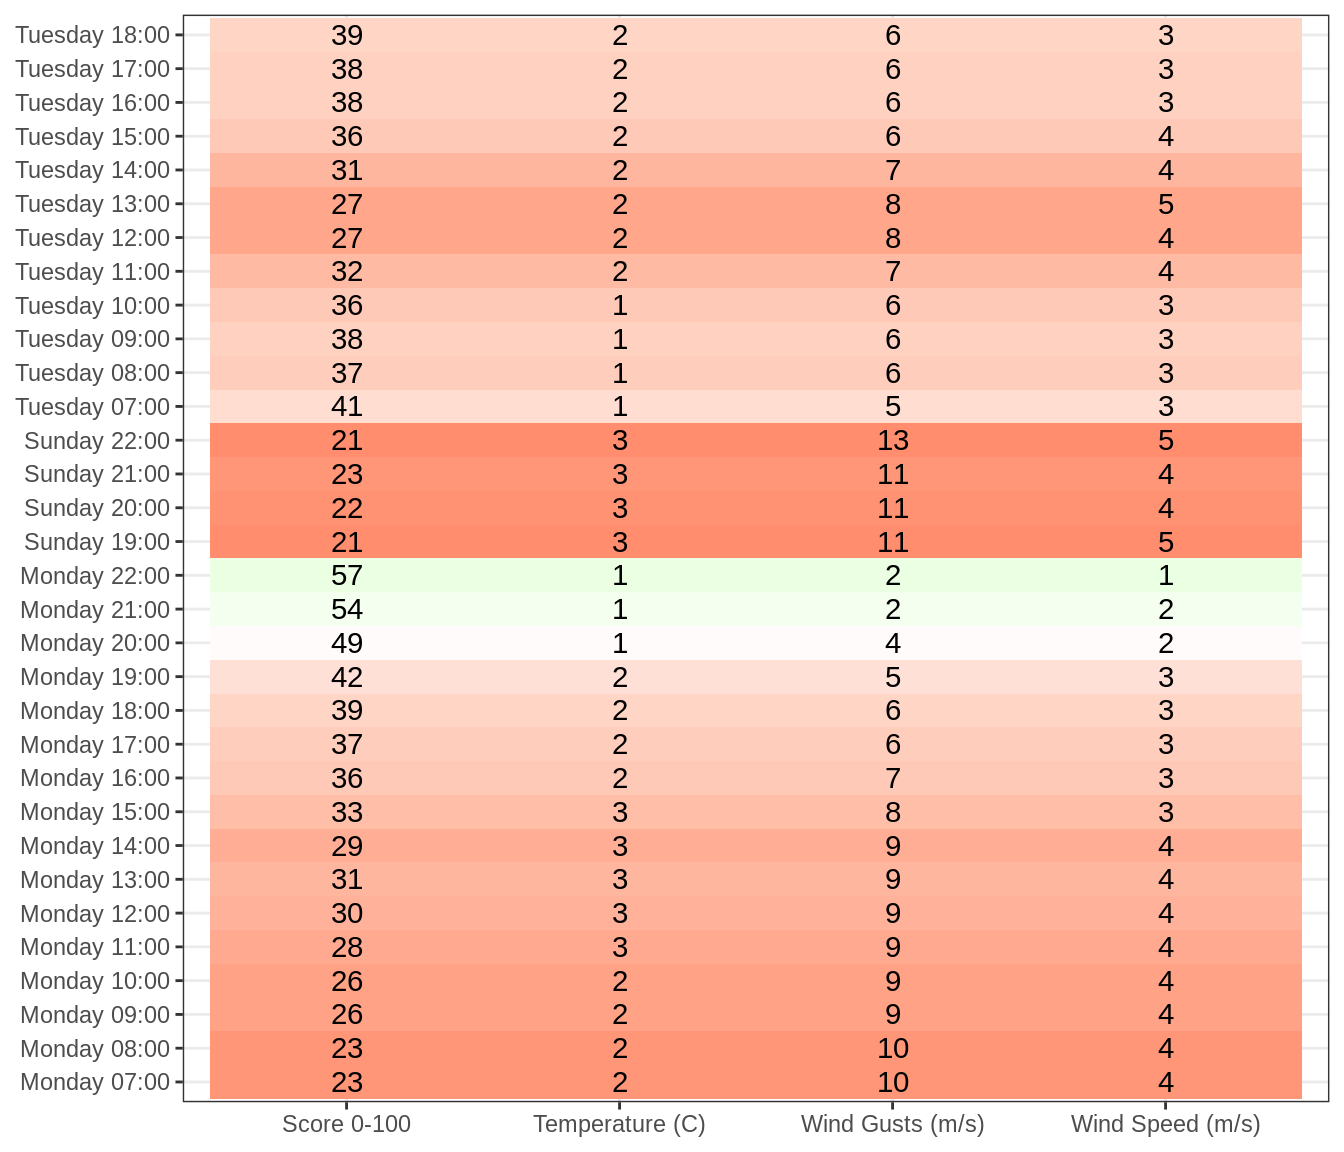 Tuesday 18:00 39 2 6 3
Tuesday 17:00 38 2 6 3
Tuesday 16:00 38 2 6 3
Tuesday 15:00 36 2 6 4
Tuesday 14:00 31 2 7 4
Tuesday 13:00 27 2 8 5
Tuesday 12:00 27 2 8 4
Tuesday 11:00 32 2 7 4
Tuesday 10:00 36 1 6 3
Tuesday 09:00 38 1 6 3
Tuesday 08:00 37 1 6 3
Tuesday 07:00 41 1 5 3
Sunday 22:00 21 3 13 5
Sunday 21:00 23 3 11 4
Sunday 20:00 22 3 11 4
Sunday 19:00 21 3 11 5
Monday 22:00 57 1 2 1
Monday 21:00 54 1 2 2
Monday 20:00 49 1 4 2
Monday 19:00 42 2 5 3
Monday 18:00 39 2 6 3
Monday 17:00 37 2 6 3
Monday 16:00 36 2 7 3
Monday 15:00 33 3 8 3
Monday 14:00 29 3 9 4
Monday 13:00 31 3 9 4
Monday 12:00 30 3 9 4
Monday 11:00 28 3 9 4
Monday 10:00 26 2 9 4
Monday 09:00 26 2 9 4
Monday 08:00 23 2 10 4
Monday 07:00 23 2 10 4
Score 0-100 Temperature (C) Wind Gusts (m/s) Wind Speed (m/s)